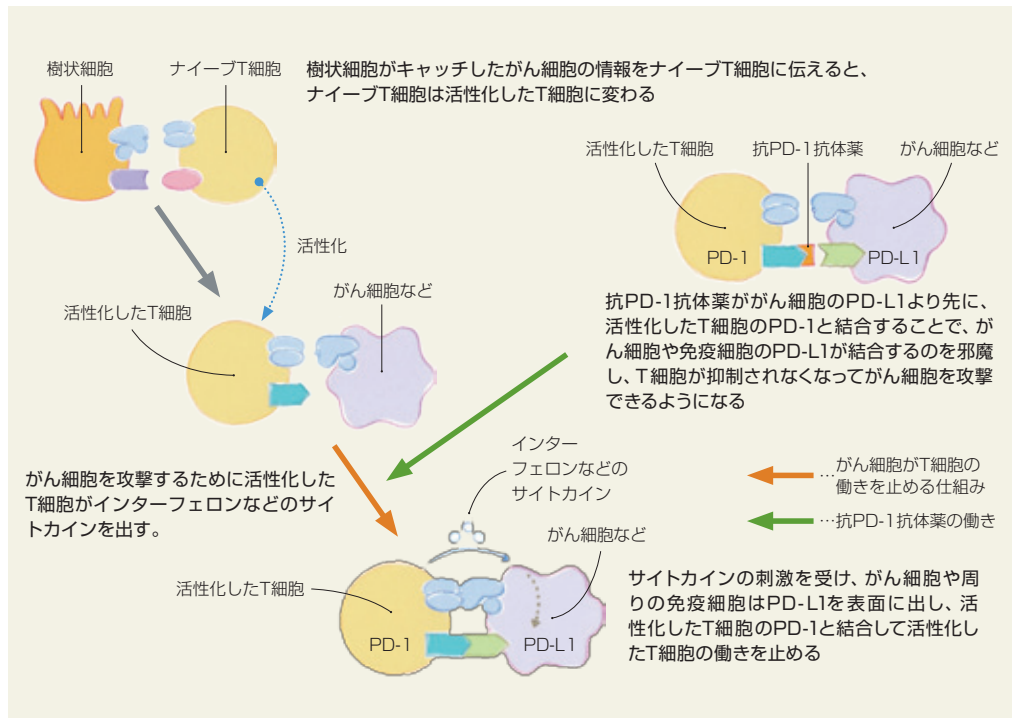 樹状細胞
ナイーブT細胞
樹状細胞がキャッチしたがん細胞の情報をナイーブT細胞に伝えると、
ナイーブT細胞は活性化したT細胞に変わる
活性化したT細胞
抗PD-1抗体薬
がん細胞など
PD-1
PD-L1
抗PD-1抗体薬ががん細胞のPD-L1より先に、
活性化したT細胞のPD-1と結合することで、が
ん細胞や免疫細胞のPD-L1が結合するのを邪魔
し、T細胞が抑制されなくなってがん細胞を攻撃
できるようになる
活性化
活性化したT細胞
がん細胞など
がん細胞を攻撃するために活性化した
T細胞がインターフェロンなどのサイ
トカインを出す。
インター
フェロンなどの
サイトカイン
…がん細胞がT細胞の
働きを止める仕組み
…抗PD-1抗体薬の働き
活性化したT細胞
がん細胞など
PD-1
PD-L1
サイトカインの刺激を受け、がん細胞や周
りの免疫細胞はPD-L1を表面に出し、活
性化したT細胞のPD-1と結合して活性化し
たT細胞の働きを止める